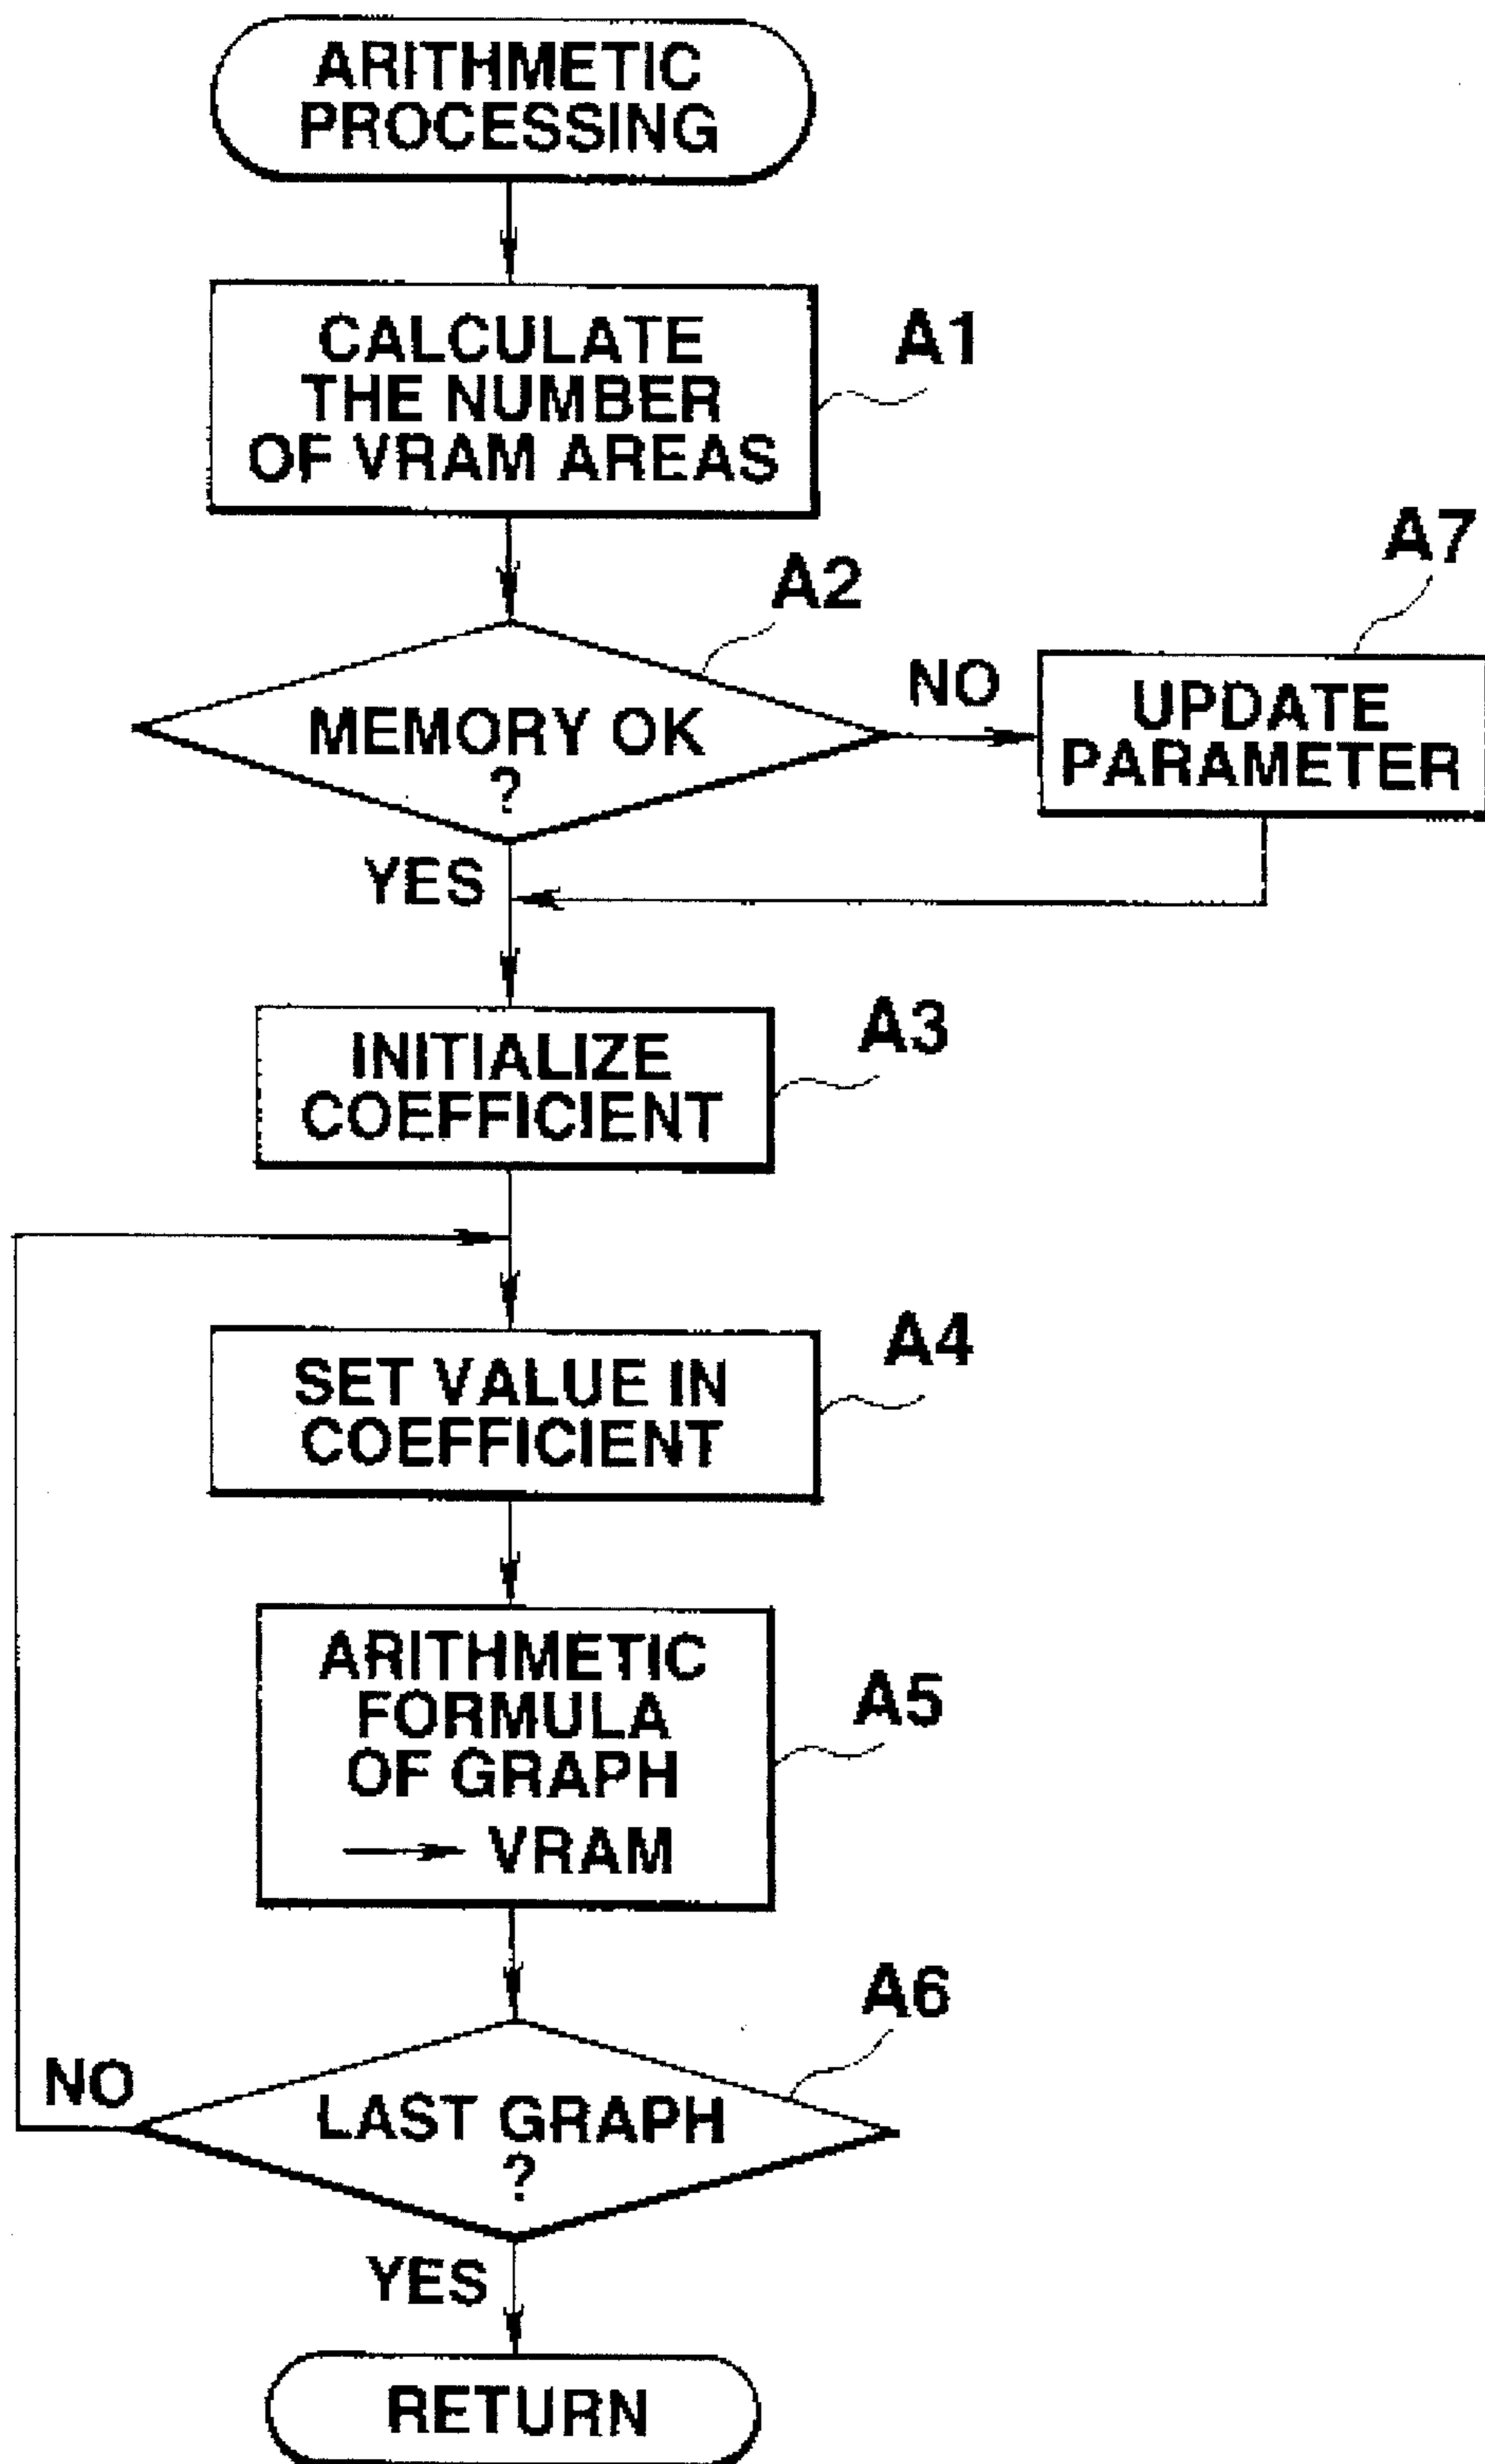 ARITHMETIC
PROCESSING
CALCULATE
THE NUMBER
OF VRAM AREAS
A1
A2
MEMORY OK
?
NO
A7
UPDATE
PARAMETER
YES
INITIALIZE
COEFFICIENT
A3
SET VALUE IN
COEFFICIENT
A4
ARITHMETIC
FORMULA
OF GRAPH
→ VRAM
A5
A6
LAST GRAPH
?
NO
YES
RETURN